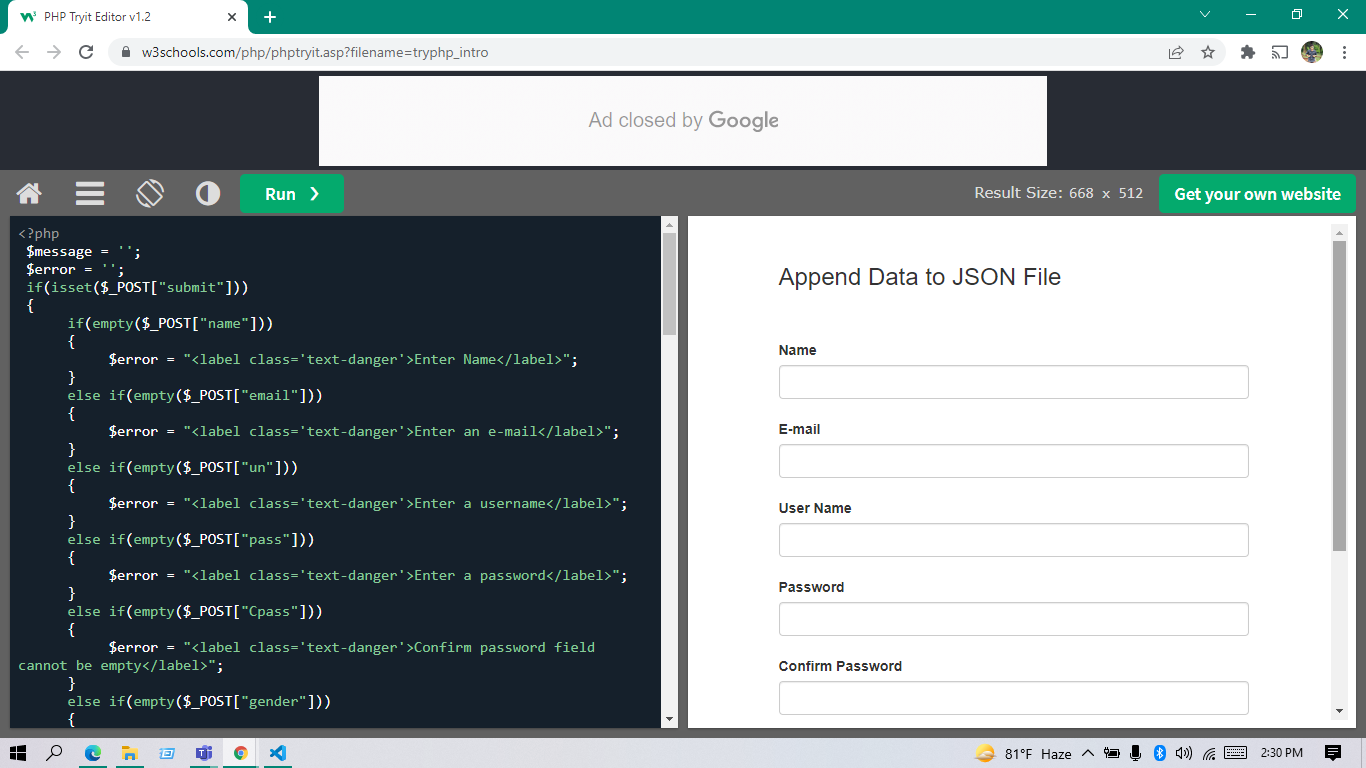 PHP Tryit Editor v1.2
w3schools.com/php/phptryit.asp?filename=tryphp_intro
Ad closed by Google
Run ❯
Result Size: 668 x 512
Get your own website
<?php
$message = '';
$error = '';
if(isset($_POST["submit"]))
{
if(empty($_POST["name"]))
{
$error = "<label class='text-danger'>Enter Name</label>";
}
else if(empty($_POST["email"]))
{
$error = "<label class='text-danger'>Enter an e-mail</label>";
}
else if(empty($_POST["un"]))
{
$error = "<label class='text-danger'>Enter a username</label>";
}
else if(empty($_POST["pass"]))
{
$error = "<label class='text-danger'>Enter a password</label>";
}
else if(empty($_POST["Cpass"]))
{
$error = "<label class='text-danger'>Confirm password field
cannot be empty</label>";
}
else if(empty($_POST["gender"]))
{
Append Data to JSON File
Name
E-mail
User Name
Password
Confirm Password
81°F Haze
2:30 PM